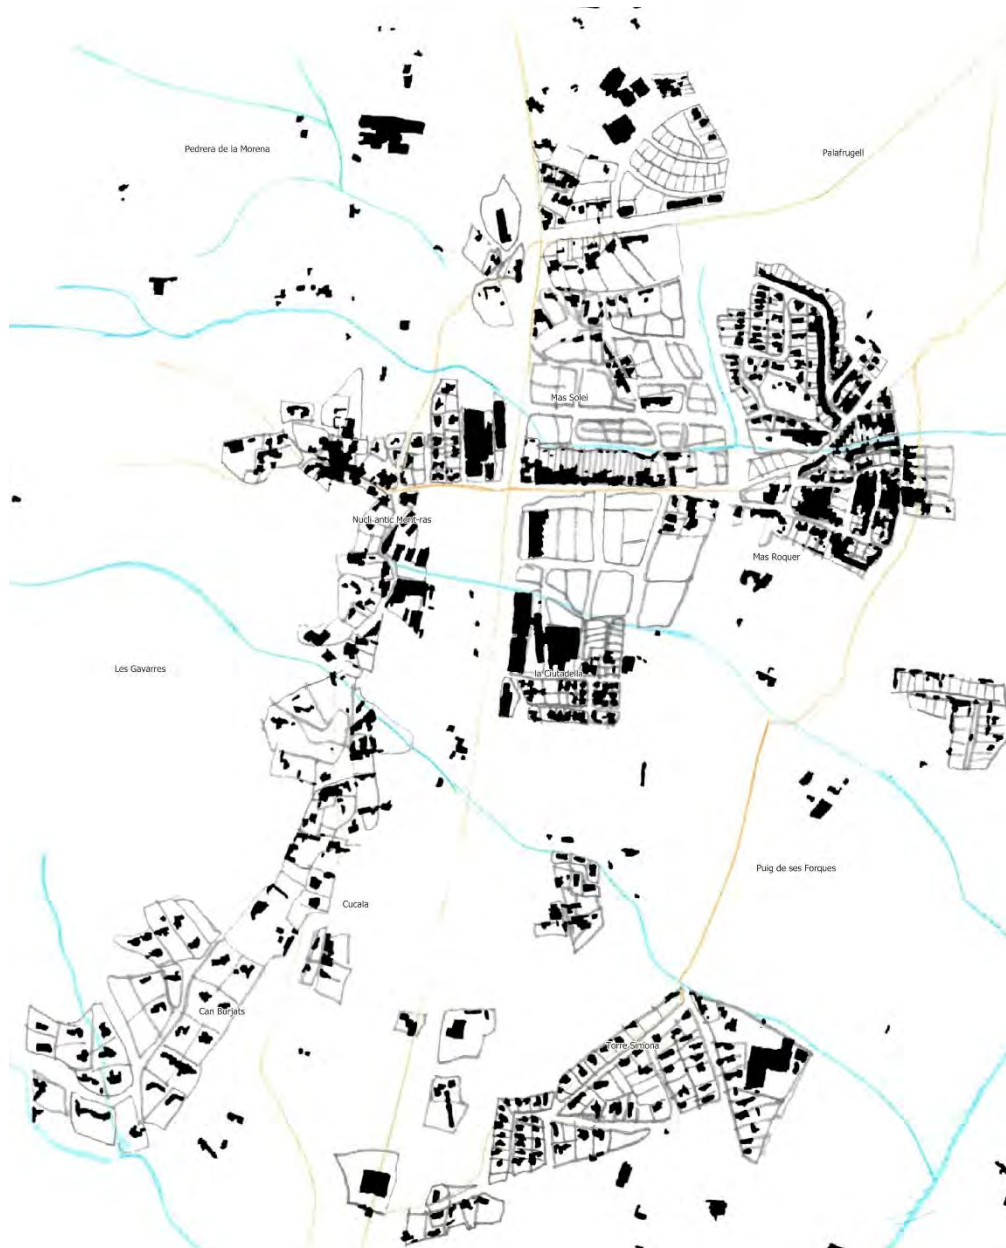 Pedrera de la Morena
Palafrugell
Mas Solei
Nucli antic Mont-ras
Mas Roquer
Les Gavarres
la Ciutadella
Puig de ses Forques
Cucala
Can Burjats
Torre Simona